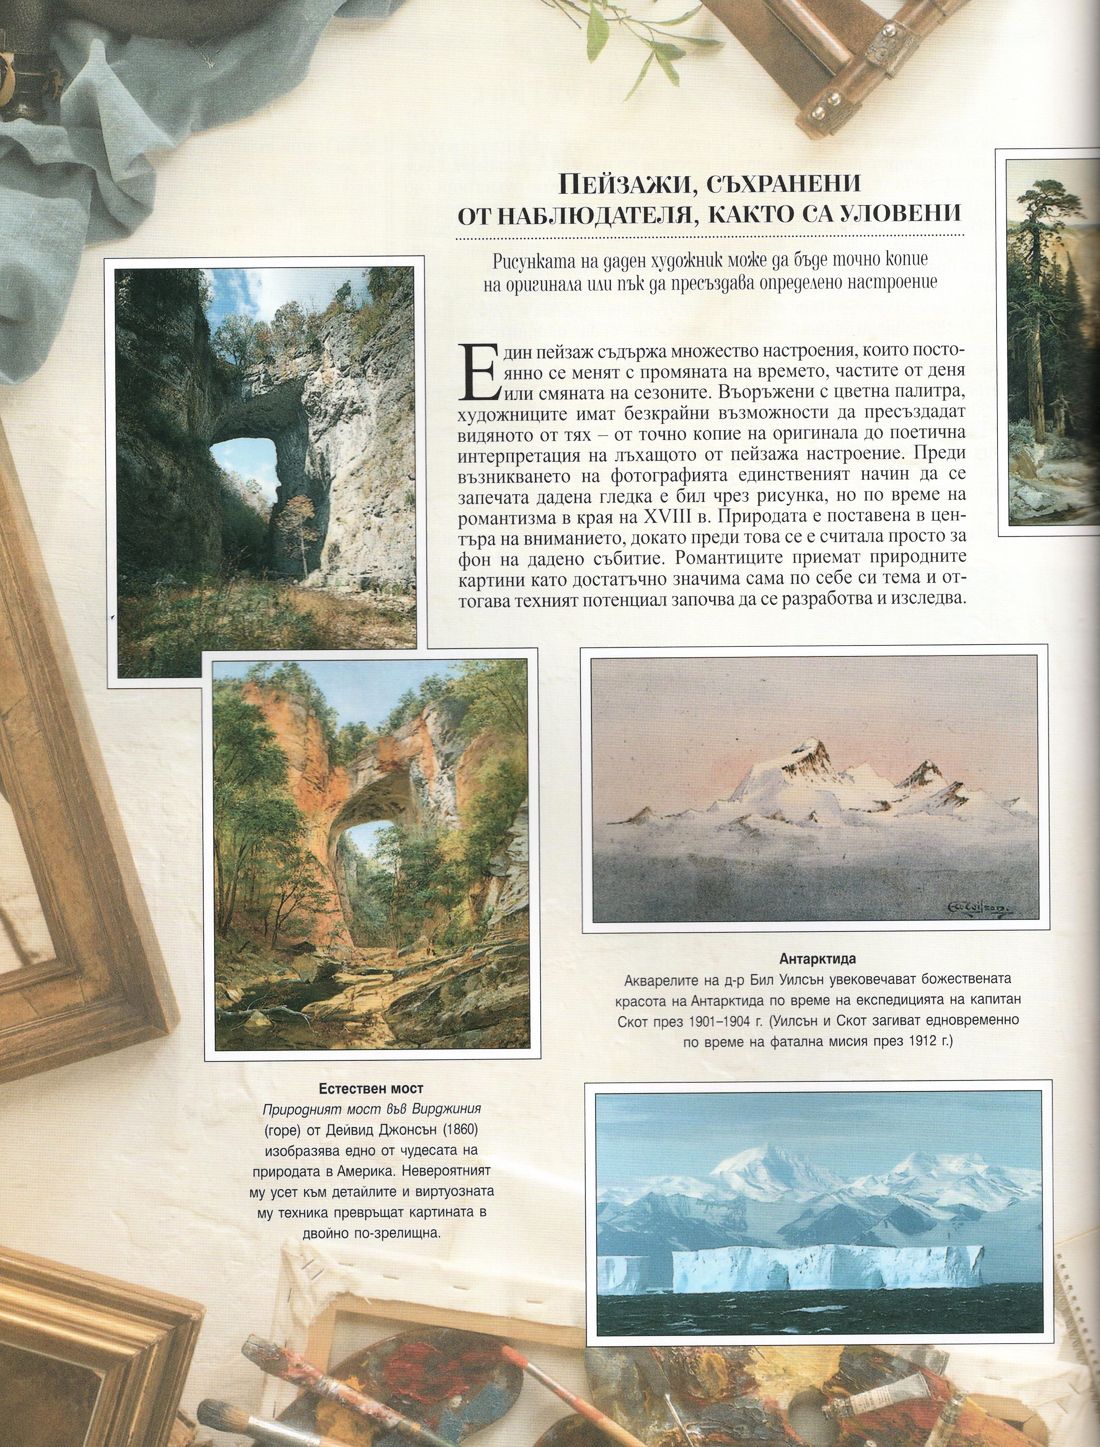 ПЕЙЗАЖИ, СЪХРАНЕНИ
ОТ НАБЛЮДАТЕЛЯ, КАКТО СА УЛОВЕНИ
Рисунката на даден художник може да бъде точно копие
на оригинала или пък да пресъздава определено настроение
Един пейзаж съдържа множество настроения, които посто-
янно се менят с промяната на времето, частите от деня
или смяната на сезоните. Въоръжени с цветна палитра,
художниците имат безкрайни възможности да пресъздадат
видяното от тях – от точно копие на оригинала до поетична
интерпретация на лъхащото от пейзажа настроение. Преди
възникването на фотографията единственият начин да се
запечата дадена гледка е бил чрез рисунка, но по време на
романтизма в края на XVIII в. Природата е поставена в цен-
търа на вниманието, докато преди това се е считала просто за
фон на дадено събитие. Романтиците приемат природните
картини като достатъчно значима сама по себе си тема и от-
тогава техният потенциал започва да се разработва и изследва.
Антарктида
Акварелите на д-р Бил Уилсън увековечават божествената
красота на Антарктида по време на експедицията на капитан
Скот през 1901–1904 г. (Уилсън и Скот загиват едновременно
по време на фатална мисия през 1912 г.)
Естествен мост
Природният мост във Вирджиния
(горе) от Дейвид Джонсън (1860)
изобразява едно от чудесата на
природата в Америка. Невероятният
му усет към детайлите и виртуозната
му техника превръщат картината в
двойно по-зрелищна.